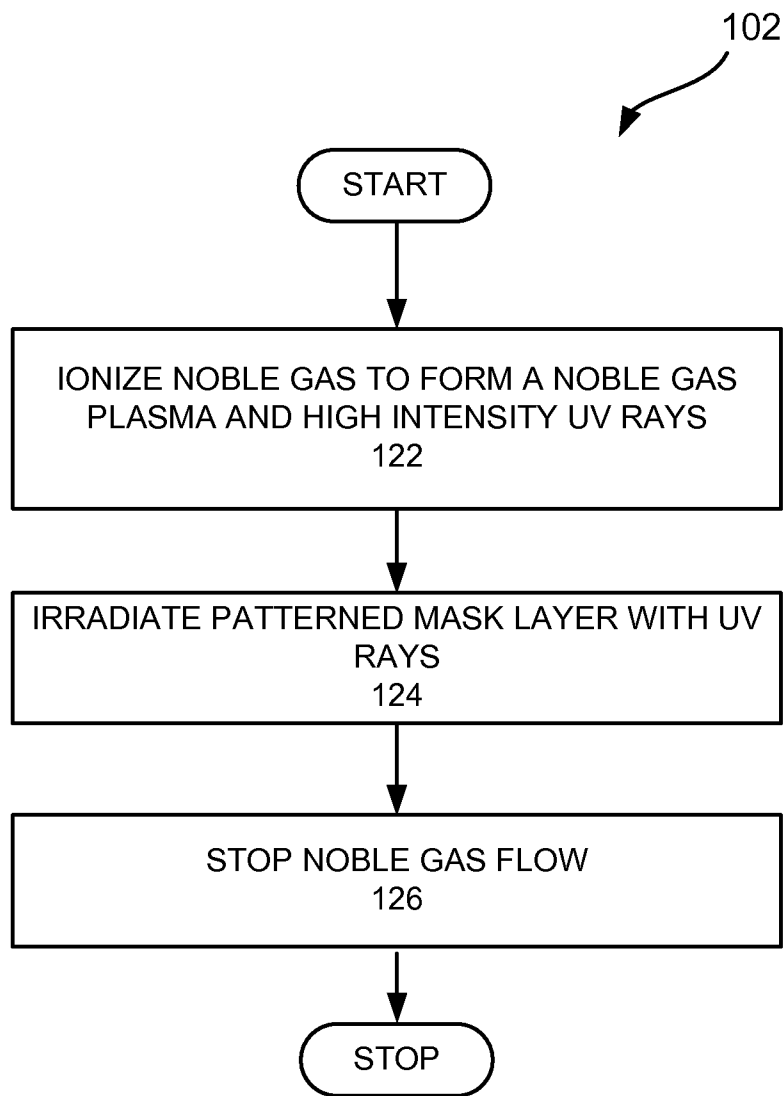 102
START
IONIZE NOBLE GAS TO FORM A NOBLE GAS
PLASMA AND HIGH INTENSITY UV RAYS
122
IRRADIATE PATTERNED MASK LAYER WITH UV
RAYS
124
STOP NOBLE GAS FLOW
126
STOP